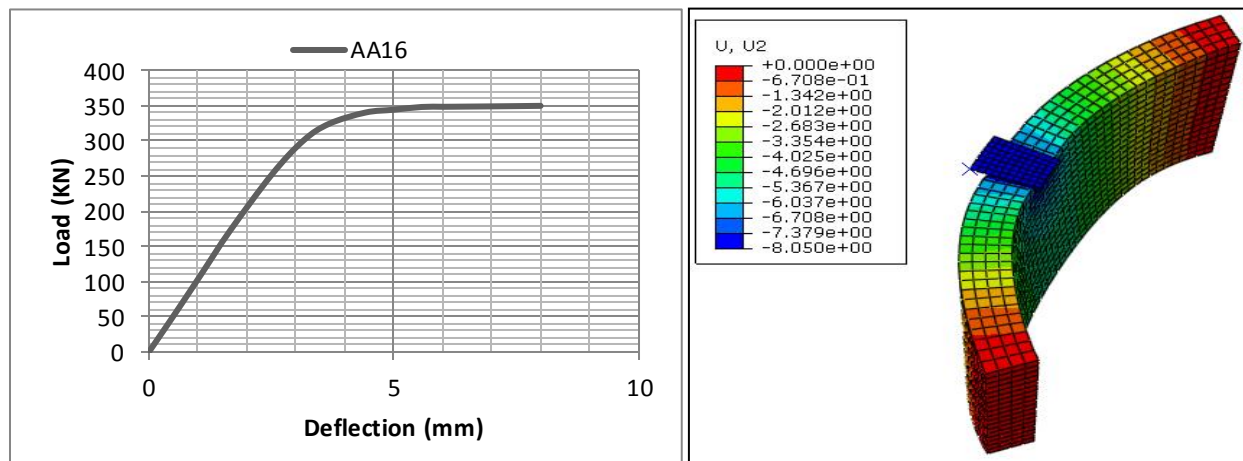 AA16
400
350
300
250
200
150
100
50
0
Load (KN)
0 5 10
Deflection (mm)
U, U2
+0.000e+00
-6.708e-01
-1.342e+00
-2.012e+00
-2.683e+00
-3.354e+00
-4.025e+00
-4.696e+00
-5.367e+00
-6.037e+00
-6.708e+00
-7.379e+00
-8.050e+00